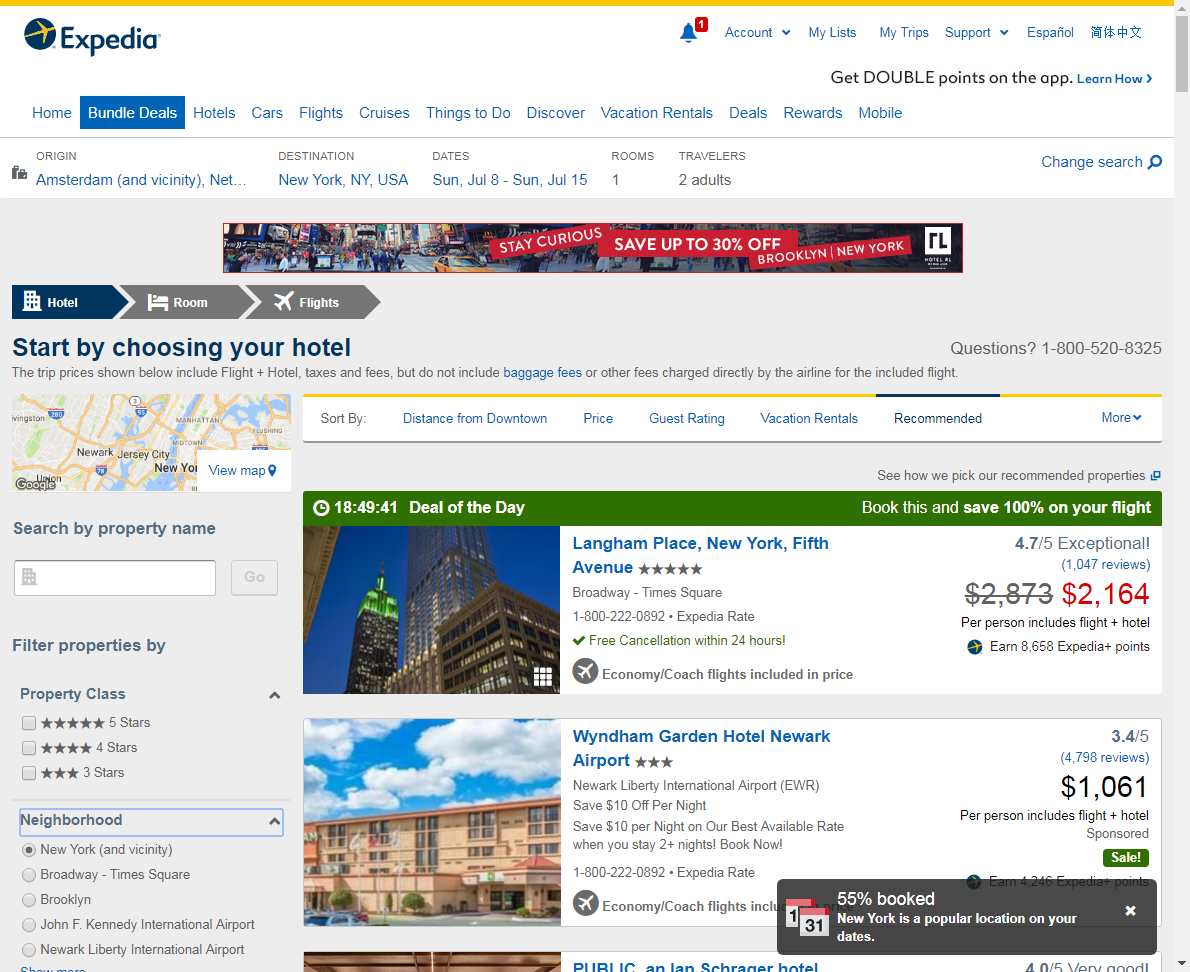 Expedia
1
Account
My Lists
My Trips
Support
Español
简体中文
Get DOUBLE points on the app. Learn How
Home
Bundle Deals
Hotels
Cars
Flights
Cruises
Things to Do
Discover
Vacation Rentals
Deals
Rewards
Mobile
ORIGIN
Amsterdam (and vicinity), Net...
DESTINATION
New York, NY, USA
DATES
Sun, Jul 8 - Sun, Jul 15
ROOMS
1
TRAVELERS
2 adults
Change search
STAY CURIOUS
SAVE UP TO 30% OFF
BROOKLYN | NEW YORK
RL
HOTEL RL
Hotel
Room
Flights
Start by choosing your hotel
Questions? 1-800-520-8325
The trip prices shown below include Flight + Hotel, taxes and fees, but do not include baggage fees or other fees charged directly by the airline for the included flight.
vingston
280
3
95
MANHATTAN
FLUSHING
MIDTOWN
Newark
Jersey City
New Yor
78
Union
Google
View map
Sort By:
Distance from Downtown
Price
Guest Rating
Vacation Rentals
Recommended
More
See how we pick our recommended properties
Search by property name
Go
Filter properties by
Property Class
5 Stars
4 Stars
3 Stars
Neighborhood
New York (and vicinity)
Broadway - Times Square
Brooklyn
John F. Kennedy International Airport
Newark Liberty International Airport
Show more
18:49:41 Deal of the Day
Book this and save 100% on your flight
Langham Place, New York, Fifth
Avenue
Broadway - Times Square
1-800-222-0892 • Expedia Rate
Free Cancellation within 24 hours!
Economy/Coach flights included in price
4.7/5 Exceptional!
(1,047 reviews)
$2,873 $2,164
Per person includes flight + hotel
Earn 8,658 Expedia+ points
Wyndham Garden Hotel Newark
Airport
Newark Liberty International Airport (EWR)
Save $10 Off Per Night
Save $10 per Night on Our Best Available Rate
when you stay 2+ nights! Book Now!
1-800-222-0892 • Expedia Rate
Economy/Coach flights included in price
3.4/5
(4,798 reviews)
$1,061
Per person includes flight + hotel
Sponsored
Sale!
Earn 4,246 Expedia+ points
1
31
55% booked
New York is a popular location on your
dates.
PUBLIC, an Ian Schrager hotel
4.0/5 Very good!